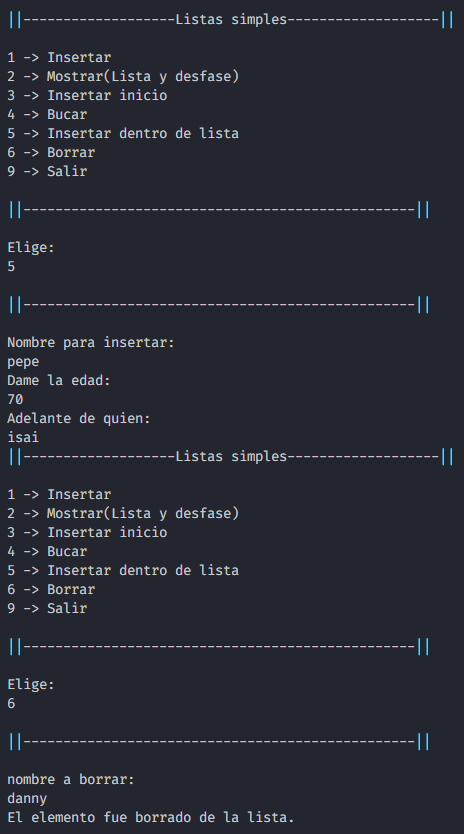 ||-------------------Listas simples-------------------||
1 -> Insertar
2 -> Mostrar(Lista y desfase)
3 -> Insertar inicio
4 -> Bucar
5 -> Insertar dentro de lista
6 -> Borrar
9 -> Salir
||-------------------------------------------------||
Elige:
5
||-------------------------------------------------||
Nombre para insertar:
pepe
Dame la edad:
70
Adelante de quien:
isai
||-------------------Listas simples-------------------||
1 -> Insertar
2 -> Mostrar(Lista y desfase)
3 -> Insertar inicio
4 -> Bucar
5 -> Insertar dentro de lista
6 -> Borrar
9 -> Salir
||-------------------------------------------------||
Elige:
6
||-------------------------------------------------||
nombre a borrar:
danny
El elemento fue borrado de la lista.